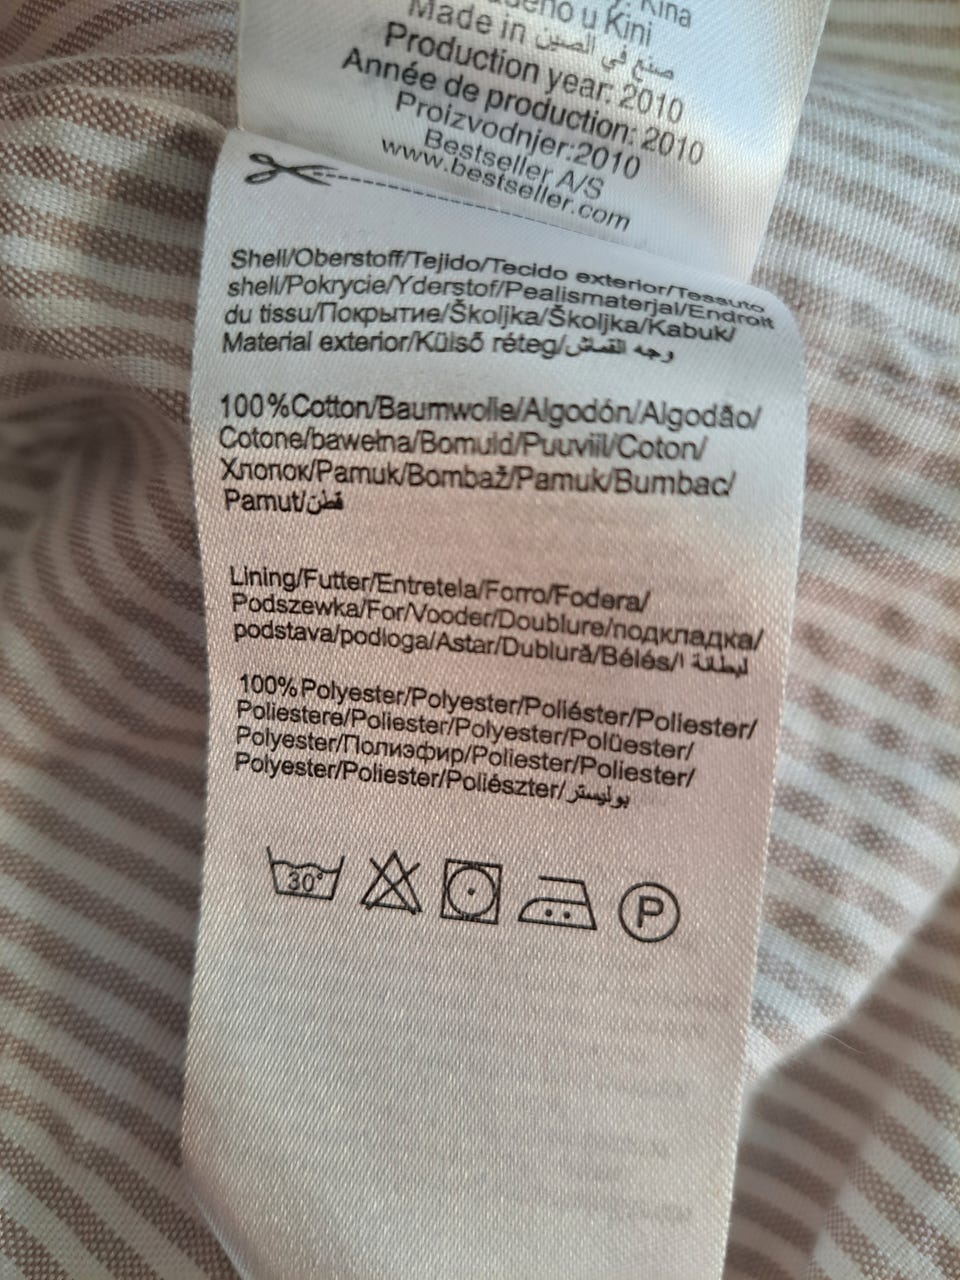 Kina
u Kini
Made in صنع في الصين
Production year: 2010
Année de production: 2010
Proizvodnjer:2010
Bestseller A/S
www.bestseller.com
Shell/Oberstoff/Tejido/Tecido exterior/Tessuto
shell/Pokrycie/Yderstof/Pealismaterjal/Endroit
du tissu/Покрытие/Školjka/Školjka/Kabuk/
Material exterior/Külső réteg/وجه القماش
100%Cotton/Baumwolle/Algodón/Algodão/
Cotone/bawełna/Bomuld/Puuviil/Coton/
Хлопок/Pamuk/Bombaž/Pamuk/Bumbac/
Pamut/قطن
Lining/Futter/Entretela/Forro/Fodera/
Podszewka/For/Vooder/Doublure/подкладка/
podstava/podloga/Astar/Dublură/Bélés/ا لبطانة
100%Polyester/Polyester/Poliéster/Poliester/
Poliestere/Poliester/Polyester/Polüester/
Polyester/Полиэфир/Poliester/Poliester/
Polyester/Poliester/Poliészter/بوليستر
30° P